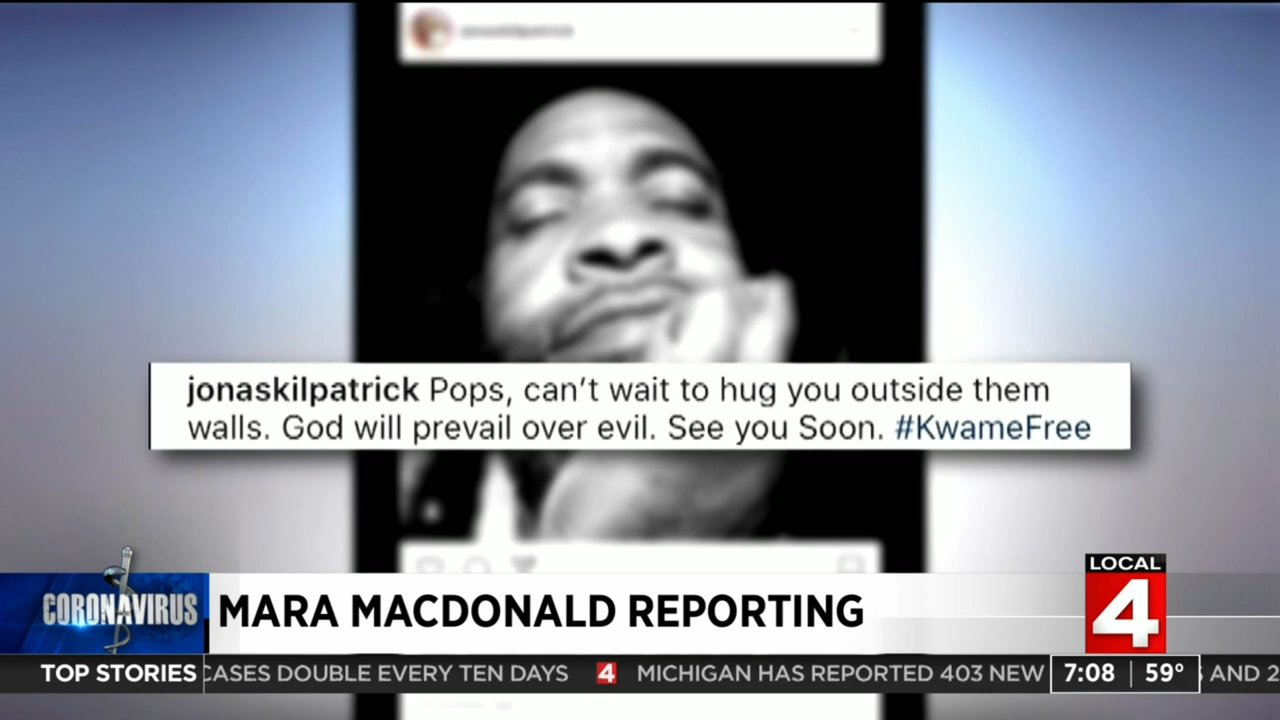 jonaskilpatrick
jonaskilpatrick Pops, can't wait to hug you outside them
walls. God will prevail over evil. See you Soon. #KwameFree
CORONAVIRUS
MARA MACDONALD REPORTING
LOCAL
4
TOP STORIES
CASES DOUBLE EVERY TEN DAYS 4 MICHIGAN HAS REPORTED 403 NEW
7:08 59°
AND 2